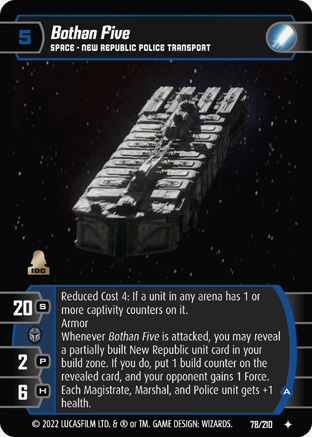 5
Bothan Five
SPACE - NEW REPUBLIC POLICE TRANSPORT
IDC
20 S
2 P
6 H
Reduced Cost 4: If a unit in any arena has 1 or
more captivity counters on it.
Armor
Whenever Bothan Five is attacked, you may reveal
a partially built New Republic unit card in your
build zone. If you do, put 1 build counter on the
revealed card, and your opponent gains 1 Force.
Each Magistrate, Marshal, and Police unit gets +1
health.
A
© 2022 LUCASFILM LTD. & ® OR TM. GAME DESIGN: WIZARDS.
78/210